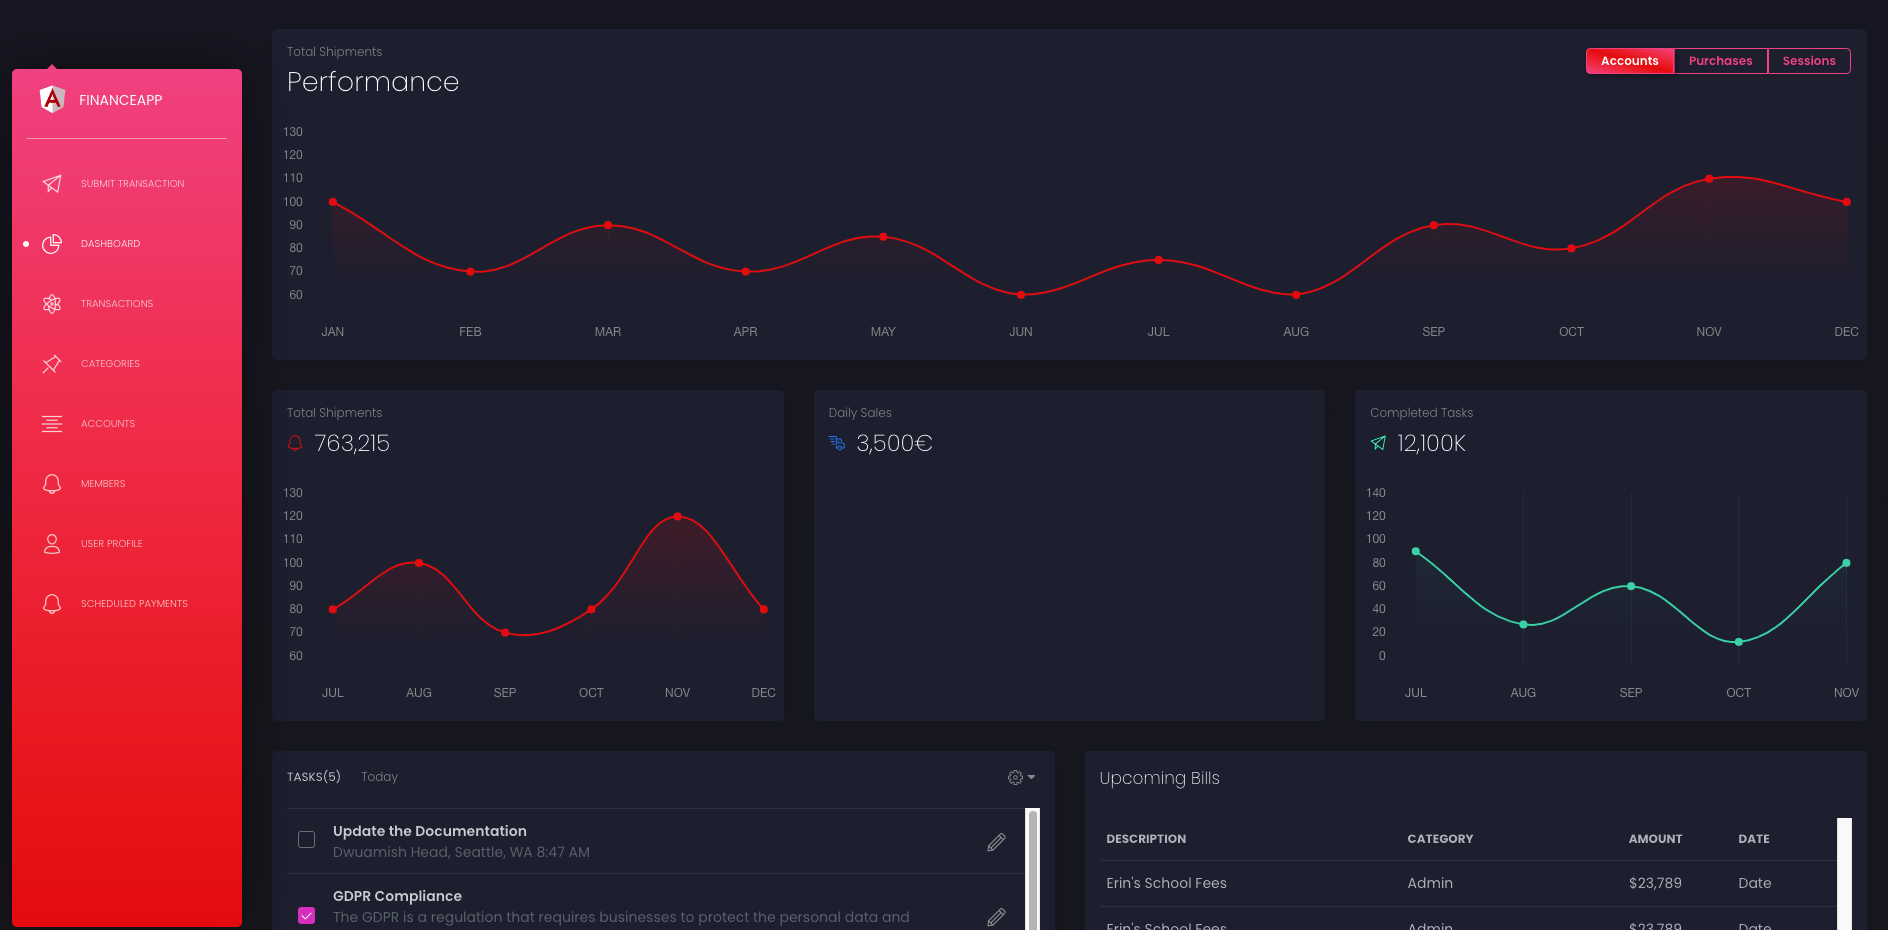 FINANCEAPP
SUBMIT TRANSACTION
DASHBOARD
TRANSACTIONS
CATEGORIES
ACCOUNTS
MEMBERS
USER PROFILE
SCHEDULED PAYMENTS
Total Shipments
Performance
Accounts Purchases Sessions
130
120
110
100
90
80
70
60
JAN FEB MAR APR MAY JUN JUL AUG SEP OCT NOV DEC
Total Shipments
763,215
130
120
110
100
90
80
70
60
JUL AUG SEP OCT NOV DEC
Daily Sales
3,500€
Completed Tasks
12,100K
140
120
100
80
60
40
20
0
JUL AUG SEP OCT NOV
TASKS(5) Today
Update the Documentation
Dwuamish Head, Seattle, WA 8:47 AM
GDPR Compliance
The GDPR is a regulation that requires businesses to protect the personal data and
Upcoming Bills
DESCRIPTION CATEGORY AMOUNT DATE
Erin's School Fees Admin $23,789 Date
Erin's School Fees Admin $23,789 Date